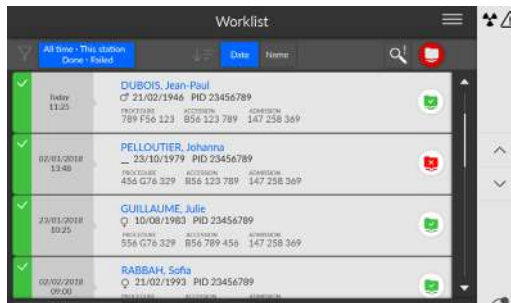 Worklist
All time · This station
Done · Failed
Date
Name
Today
11:25
DUBOIS, Jean-Paul
♂ 21/02/1946 PID 23456789
PROCEDURE ACCESSION ADMISSION
789 F56 123 B56 123 789 147 258 369
02/01/2018
13:48
PELLOUTIER, Johanna
_ 23/10/1979 PID 23456789
PROCEDURE ACCESSION ADMISSION
456 G76 329 B56 123 789 147 258 369
23/01/2018
10:25
GUILLAUME, Julie
♀ 10/08/1983 PID 23456789
PROCEDURE ACCESSION ADMISSION
556 G76 329 B56 789 456 147 258 369
02/02/2018
09:00
RABBAH, Sofia
♀ 21/02/1993 PID 23456789
PROCEDURE ACCESSION ADMISSION